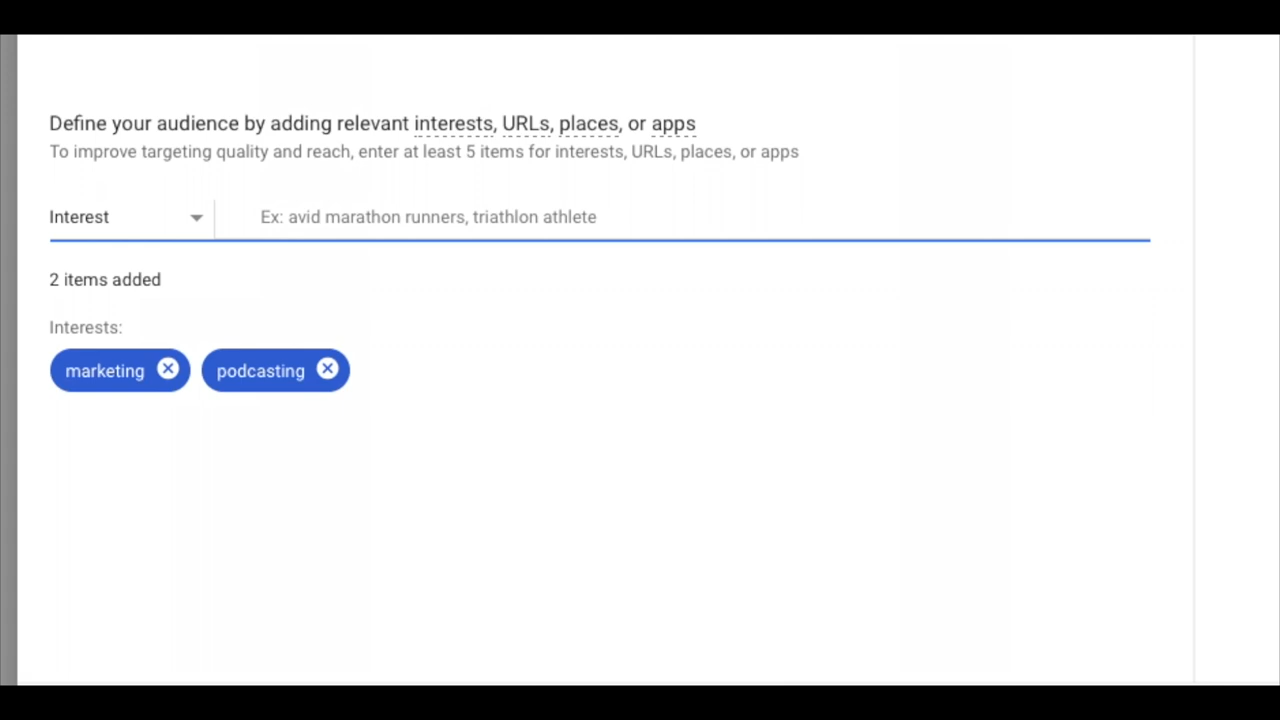 Define your audience by adding relevant interests, URLs, places, or apps
To improve targeting quality and reach, enter at least 5 items for interests, URLs, places, or apps
Interest Ex: avid marathon runners, triathlon athlete
2 items added
Interests:
marketing podcasting